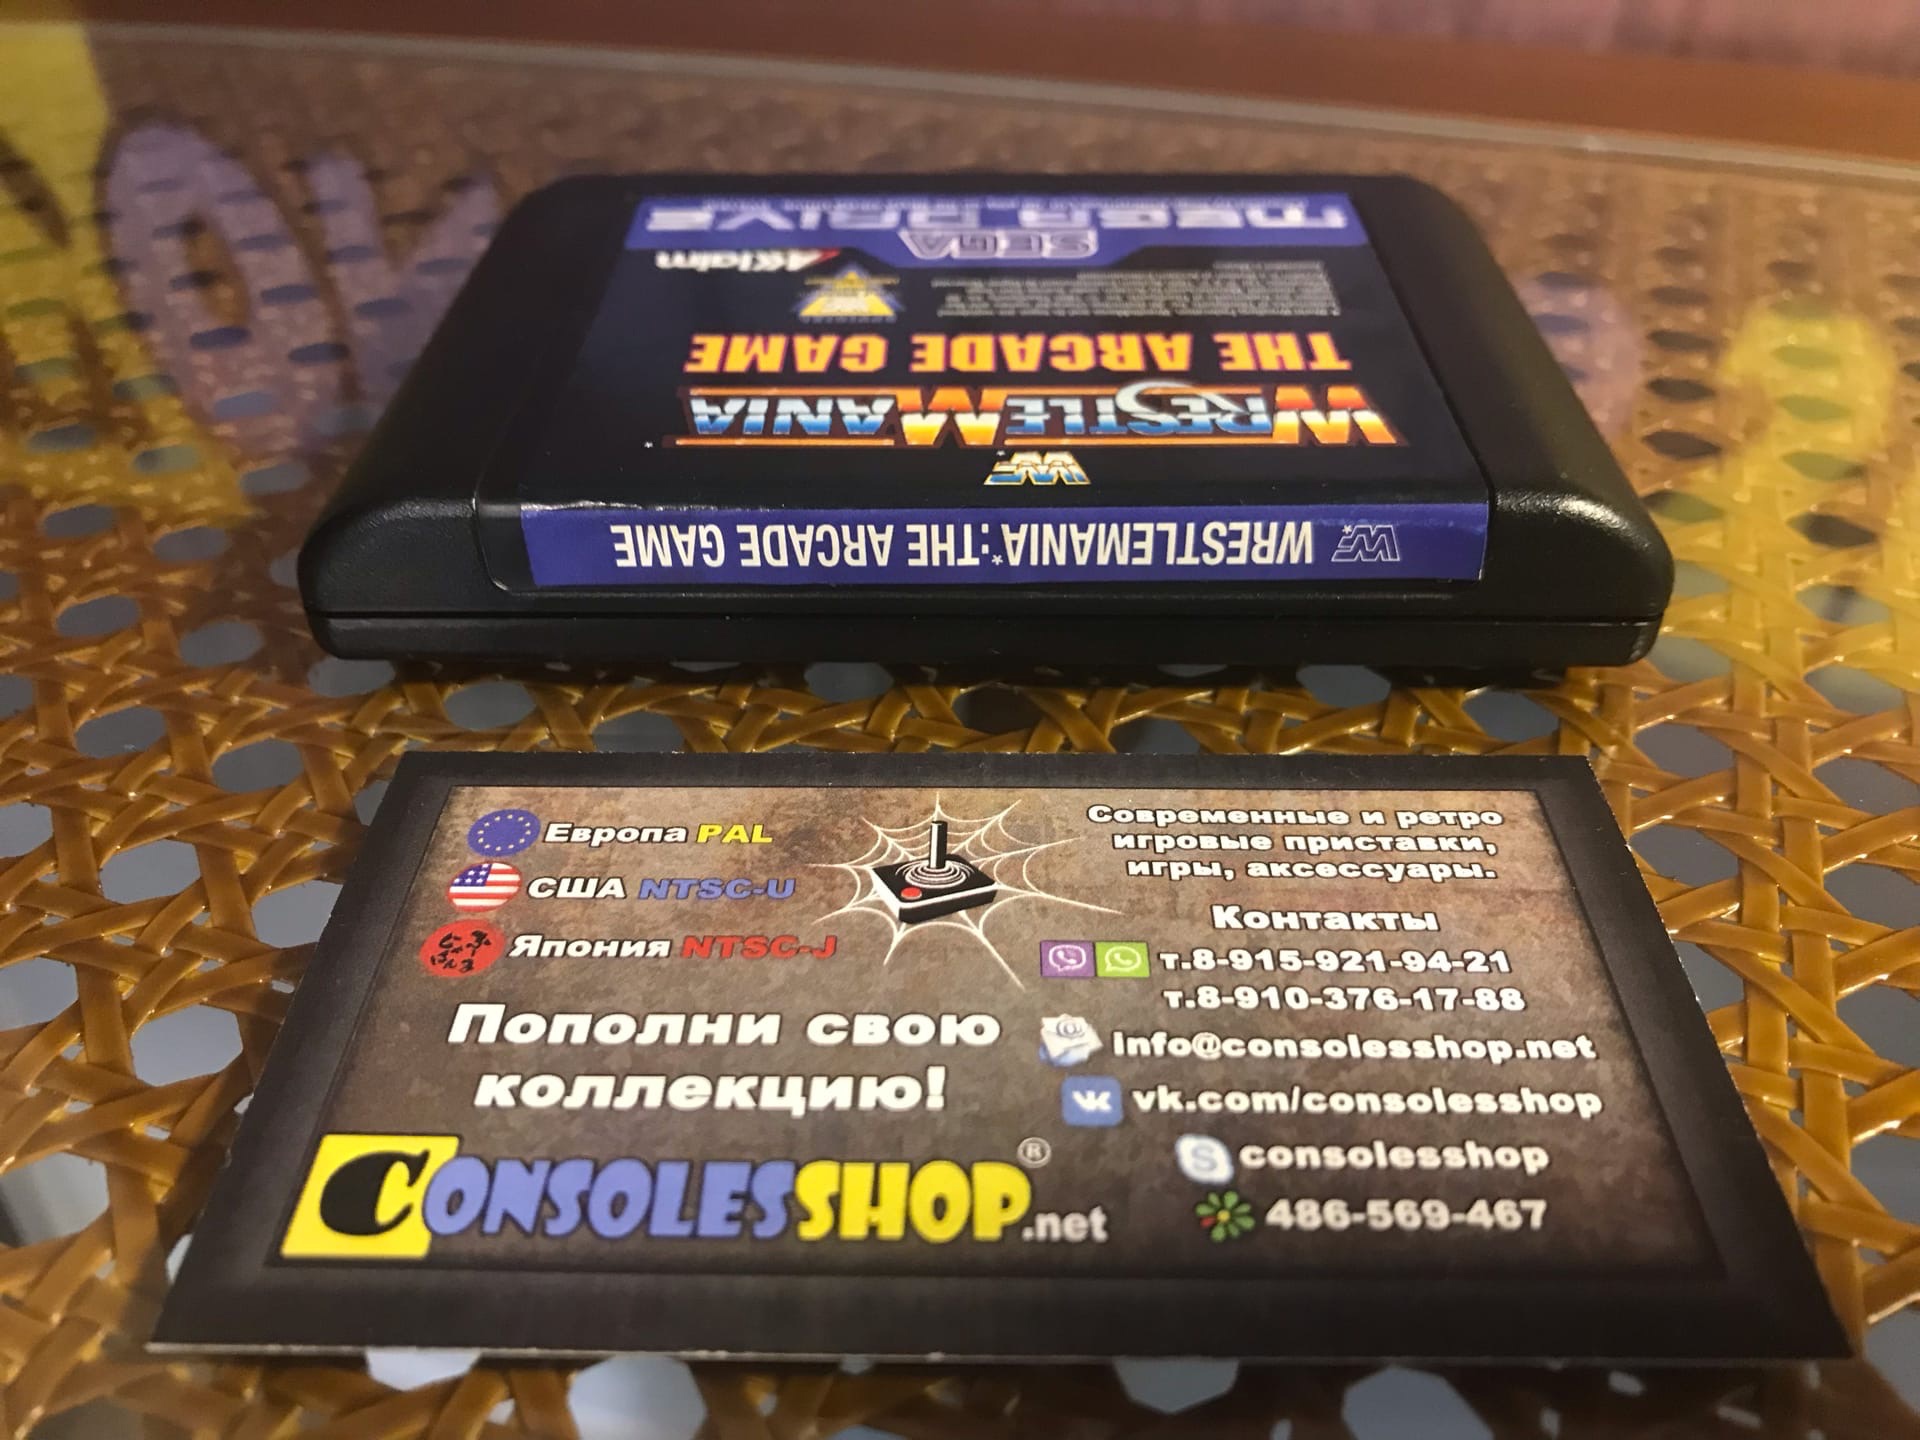 SEGA
MEGA DRIVE
AKlaim
THE ARCADE GAME
WRESTLEMANIA
WRESTLEMANIA: THE ARCADE GAME
Европа PAL
США NTSC-U
Япония NTSC-J
Пополни свою
коллекцию!
CONSOLESSHOP.net ®
Современные и ретро
игровые приставки,
игры, аксессуары.
Контакты
т.8-915-921-94-21
т.8-910-376-17-88
info@consolesshop.net
vk.com/consolesshop
consolesshop
486-569-467